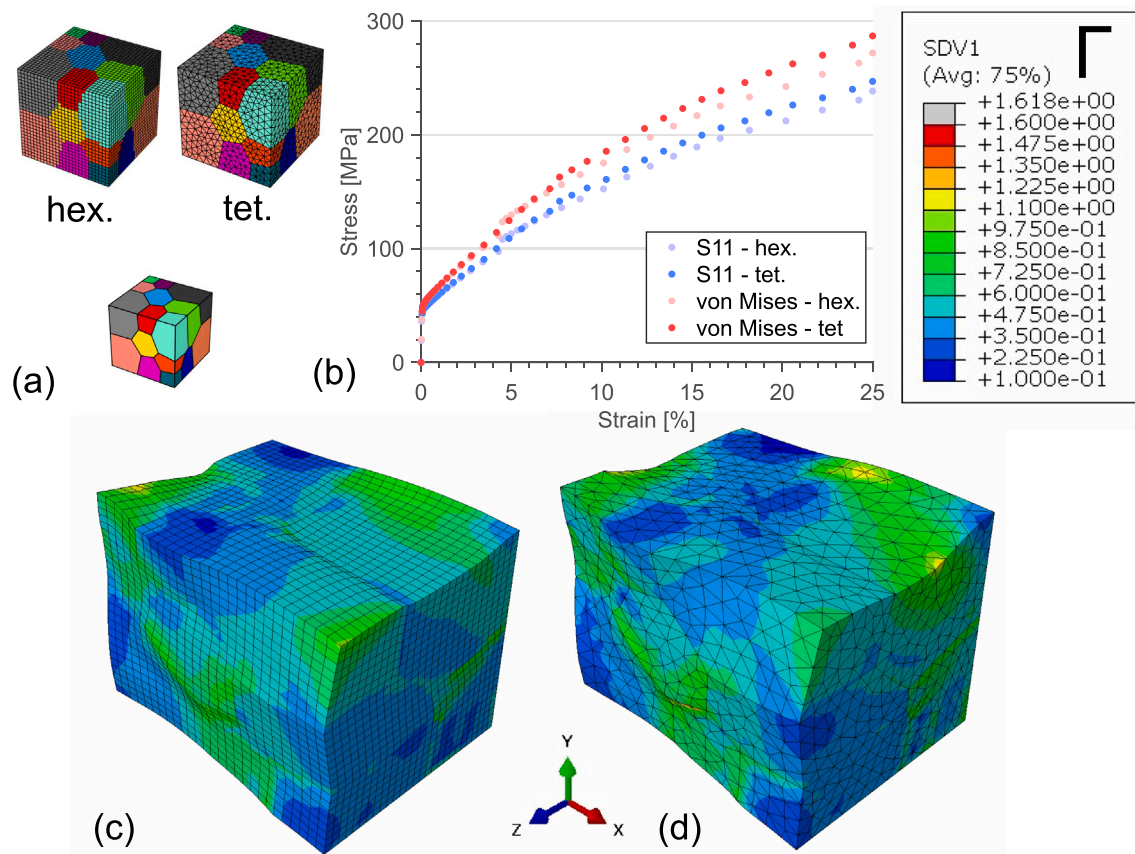 hex.
tet.
(a)
(b)
300
200
100
0
Stress [MPa]
0
5
10
15
20
25
Strain [%]
S11 - hex.
S11 - tet.
von Mises - hex.
von Mises - tet
SDV1
Γ
(Avg: 75%)
+1.618e+00
+1.600e+00
+1.475e+00
+1.350e+00
+1.225e+00
+1.100e+00
+9.750e-01
+8.500e-01
+7.250e-01
+6.000e-01
+4.750e-01
+3.500e-01
+2.250e-01
+1.000e-01
(c)
Y
Z
X
(d)